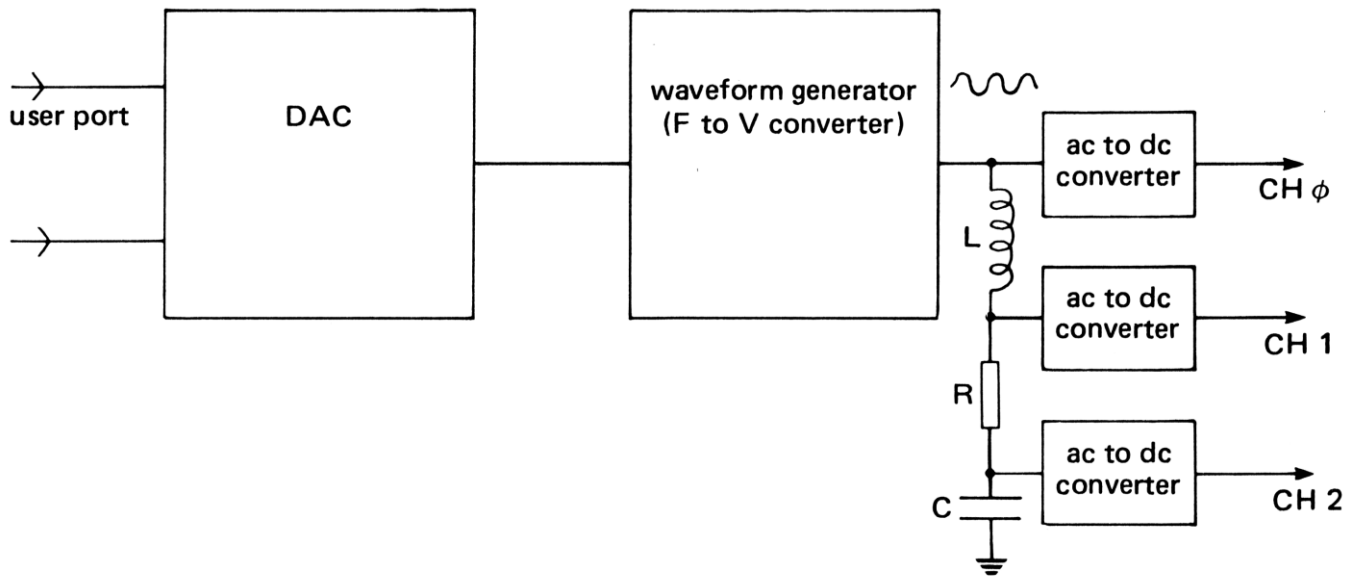 user port
DAC
waveform generator
(F to V converter)
ac to dc
converter
CH ϕ
L
ac to dc
converter
CH 1
R
ac to dc
converter
CH 2
C